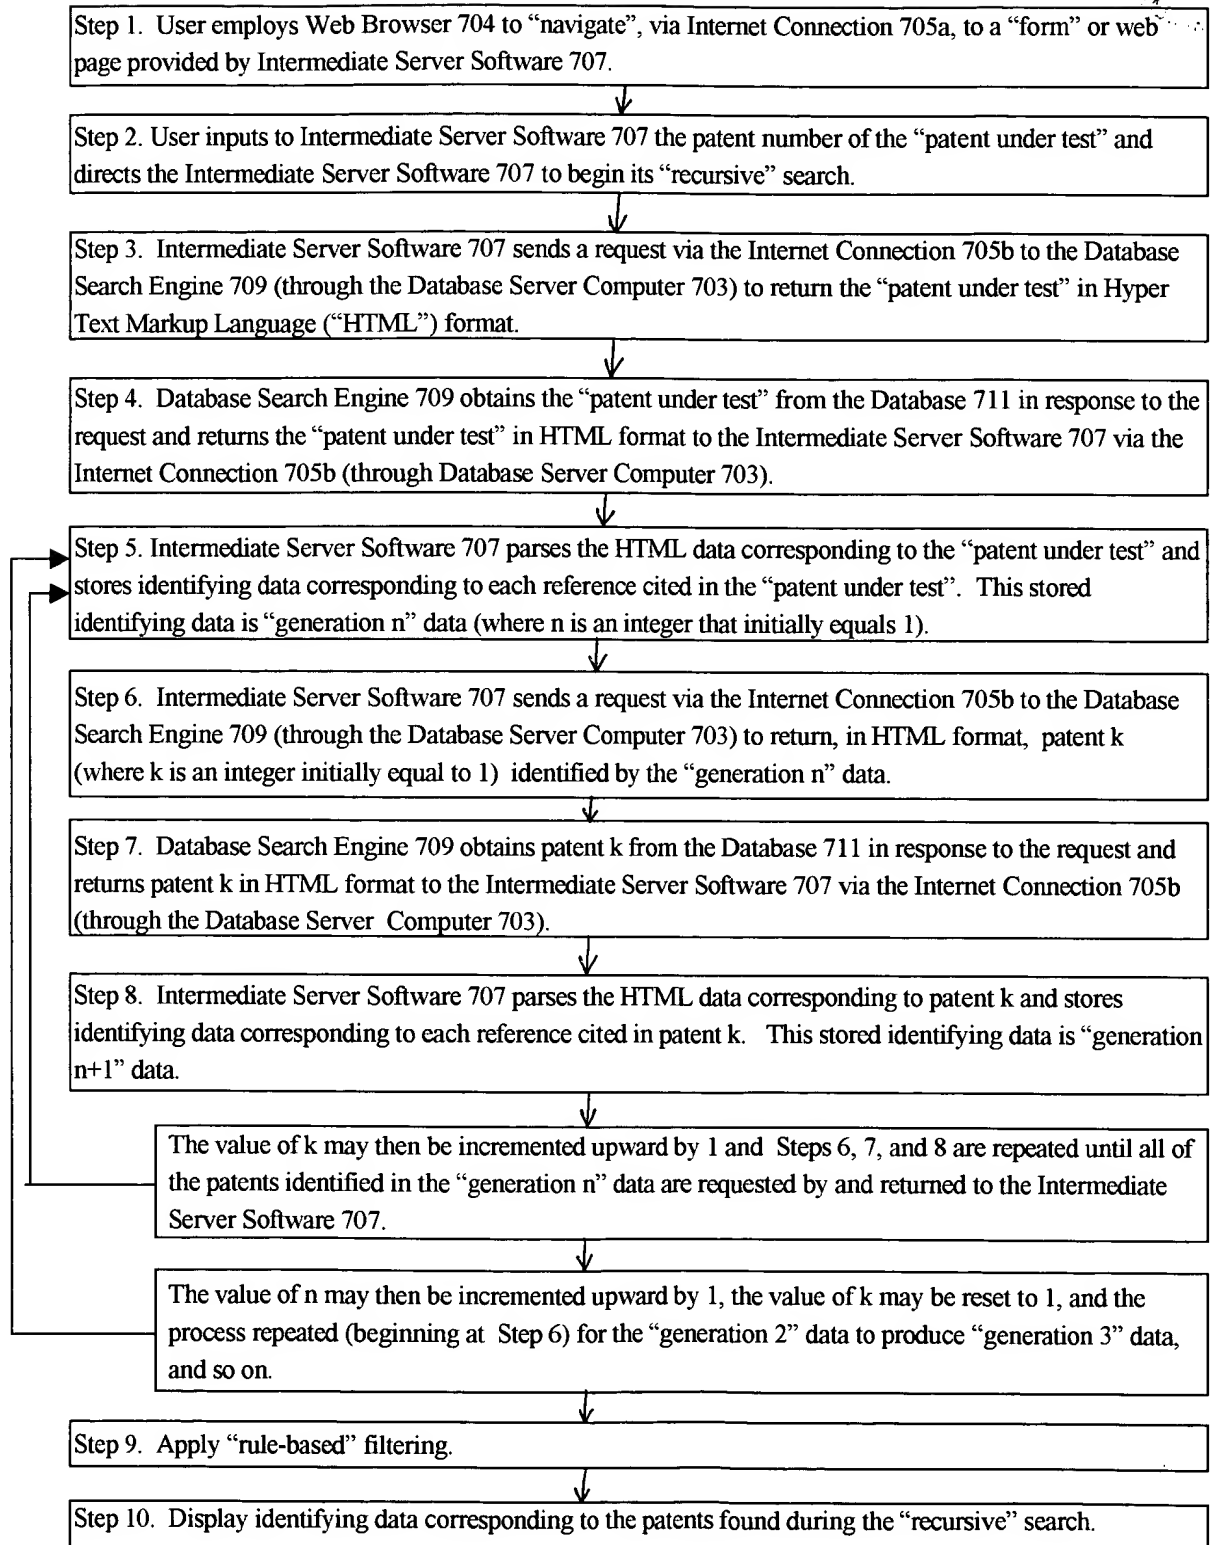 Step 1.  User employs Web Browser 704 to “navigate”, via Internet Connection 705a, to a “form” or web
page provided by Intermediate Server Software 707.
Step 2. User inputs to Intermediate Server Software 707 the patent number of the “patent under test” and
directs the Intermediate Server Software 707 to begin its “recursive” search.
Step 3.  Intermediate Server Software 707 sends a request via the Internet Connection 705b to the Database
Search Engine 709 (through the Database Server Computer 703) to return the “patent under test” in Hyper
Text Markup Language (“HTML”) format.
Step 4.  Database Search Engine 709 obtains the “patent under test” from the Database 711 in response to the
request and returns the “patent under test” in HTML format to the Intermediate Server Software 707 via the
Internet Connection 705b (through Database Server Computer 703).
Step 5. Intermediate Server Software 707 parses the HTML data corresponding to the “patent under test” and
stores identifying data corresponding to each reference cited in the “patent under test”.  This stored
identifying data is “generation n” data (where n is an integer that initially equals 1).
Step 6.  Intermediate Server Software 707 sends a request via the Internet Connection 705b to the Database
Search Engine 709 (through the Database Server Computer 703) to return, in HTML format,  patent k
(where k is an integer initially equal to 1)  identified by the “generation n” data.
Step 7.  Database Search Engine 709 obtains patent k from the Database 711 in response to the request and
returns patent k in HTML format to the Intermediate Server Software 707 via the Internet Connection 705b
(through the Database Server  Computer 703).
Step 8.  Intermediate Server Software 707 parses the HTML data corresponding to patent k and stores
identifying data corresponding to each reference cited in patent k.   This stored identifying data is “generation
n+1” data.
The value of k may then be incremented upward by 1 and  Steps 6, 7, and 8 are repeated until all of
the patents identified in the “generation n” data are requested by and returned to the Intermediate
Server Software 707.
The value of n may then be incremented upward by 1, the value of k may be reset to 1, and the
process repeated (beginning at  Step 6) for the “generation 2” data to produce “generation 3” data,
and so on.
Step 9.  Apply “rule-based” filtering.
Step 10.  Display identifying data corresponding to the patents found during the “recursive” search.